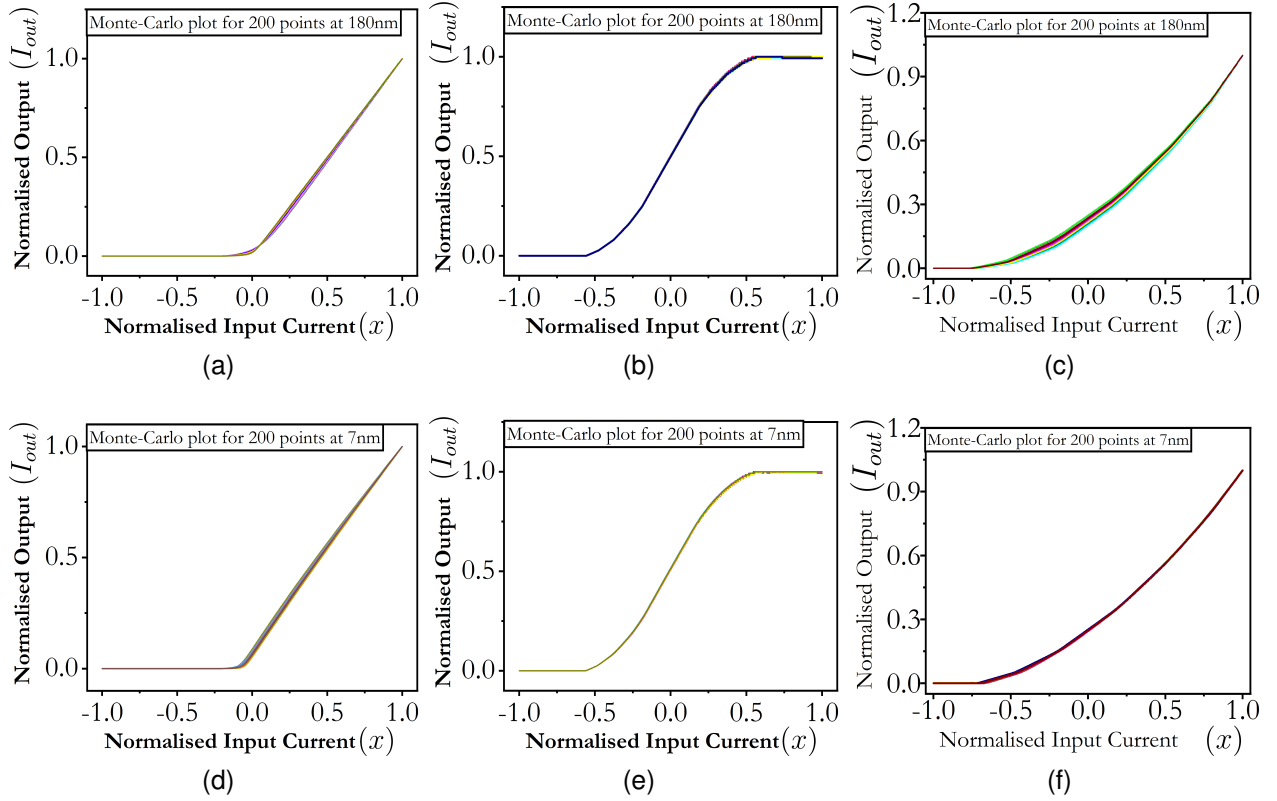 Monte-Carlo plot for 200 points at 180nm
Normalised Output (I_out)
1.0
0.5
0.0
-1.0 -0.5 0.0 0.5 1.0
Normalised Input Current (x)
(a)
Monte-Carlo plot for 200 points at 180nm
Normalised Output (I_out)
1.0
0.5
0.0
-1.0 -0.5 0.0 0.5 1.0
Normalised Input Current (x)
(b)
Monte-Carlo plot for 200 points at 180nm
Normalised Output (I_out)
1.2
0.9
0.6
0.3
0.0
-1.0 -0.5 0.0 0.5 1.0
Normalised Input Current (x)
(c)
Monte-Carlo plot for 200 points at 7nm
Normalised Output (I_out)
1.0
0.5
0.0
-1.0 -0.5 0.0 0.5 1.0
Normalised Input Current (x)
(d)
Monte-Carlo plot for 200 points at 7nm
Normalised Output (I_out)
1.0
0.5
0.0
-1.0 -0.5 0.0 0.5 1.0
Normalised Input Current (x)
(e)
Monte-Carlo plot for 200 points at 7nm
Normalised Output (I_out)
1.2
0.9
0.6
0.3
0.0
-1.0 -0.5 0.0 0.5 1.0
Normalised Input Current (x)
(f)